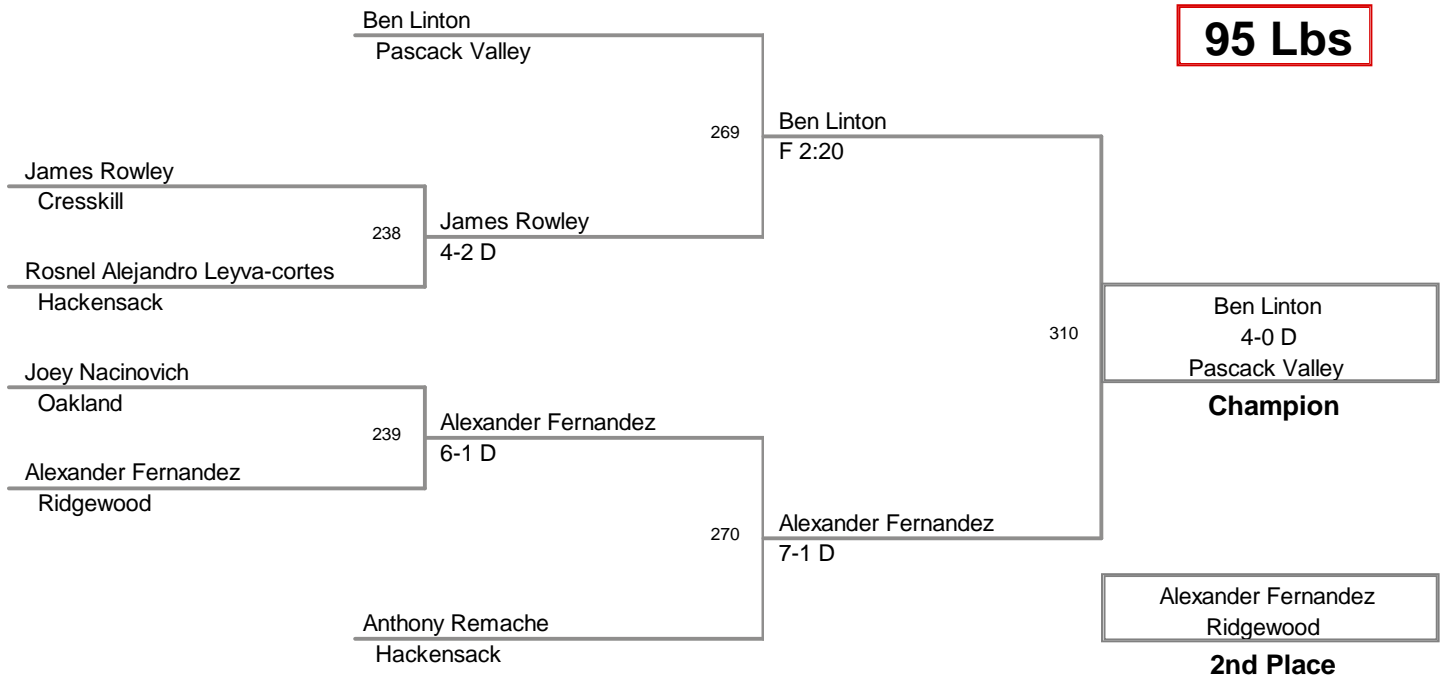 Ben Linton
Pascack Valley
95 Lbs
269
Ben Linton
F 2:20
James Rowley
Cresskill
238
James Rowley
4-2 D
Rosnel Alejandro Leyva-cortes
Hackensack
310
Ben Linton
4-0 D
Pascack Valley
Champion
Joey Nacinovich
Oakland
239
Alexander Fernandez
6-1 D
Alexander Fernandez
Ridgewood
270
Alexander Fernandez
7-1 D
Anthony Remache
Hackensack
Alexander Fernandez
Ridgewood
2nd Place